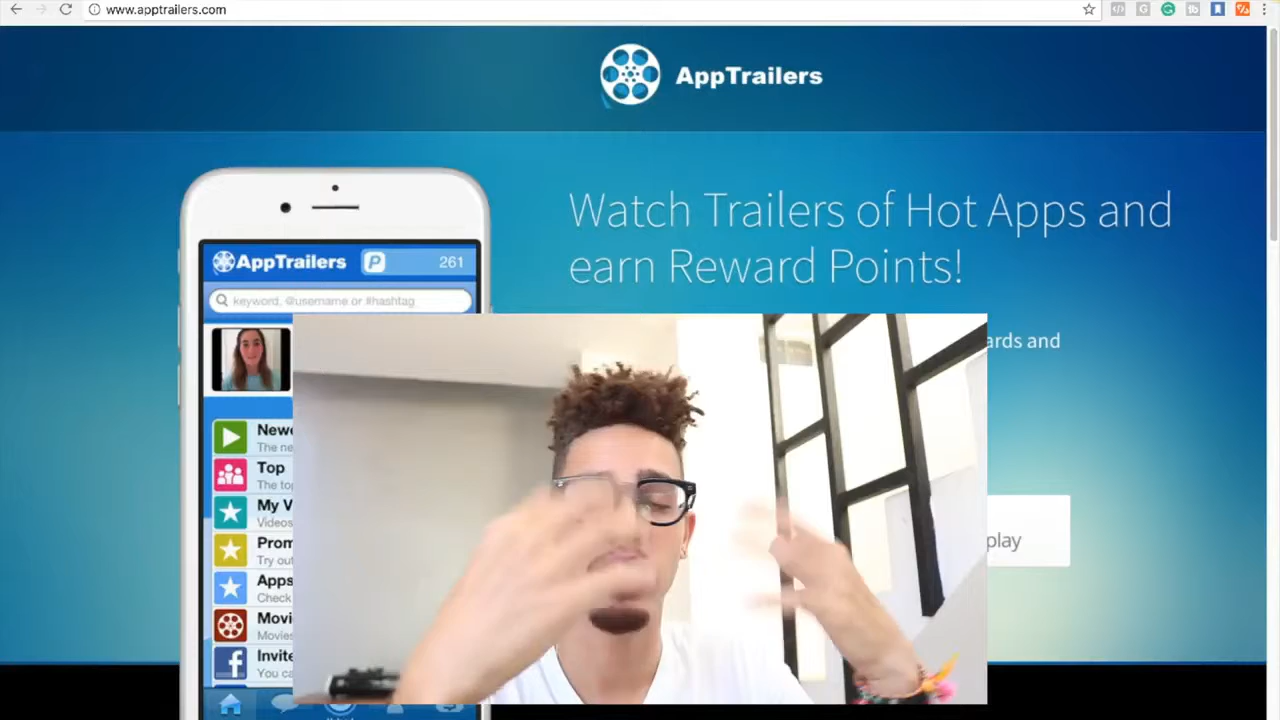 www.apptrailers.com
AppTrailers
Watch Trailers of Hot Apps and
earn Reward Points!
ards and
play
AppTrailers
P
261
keyword, @username or #hashtag
Newe
The ne
Top
The top
My V
Videos
Prom
Try out
Apps
Check
Movi
Movies
Invite
You ca